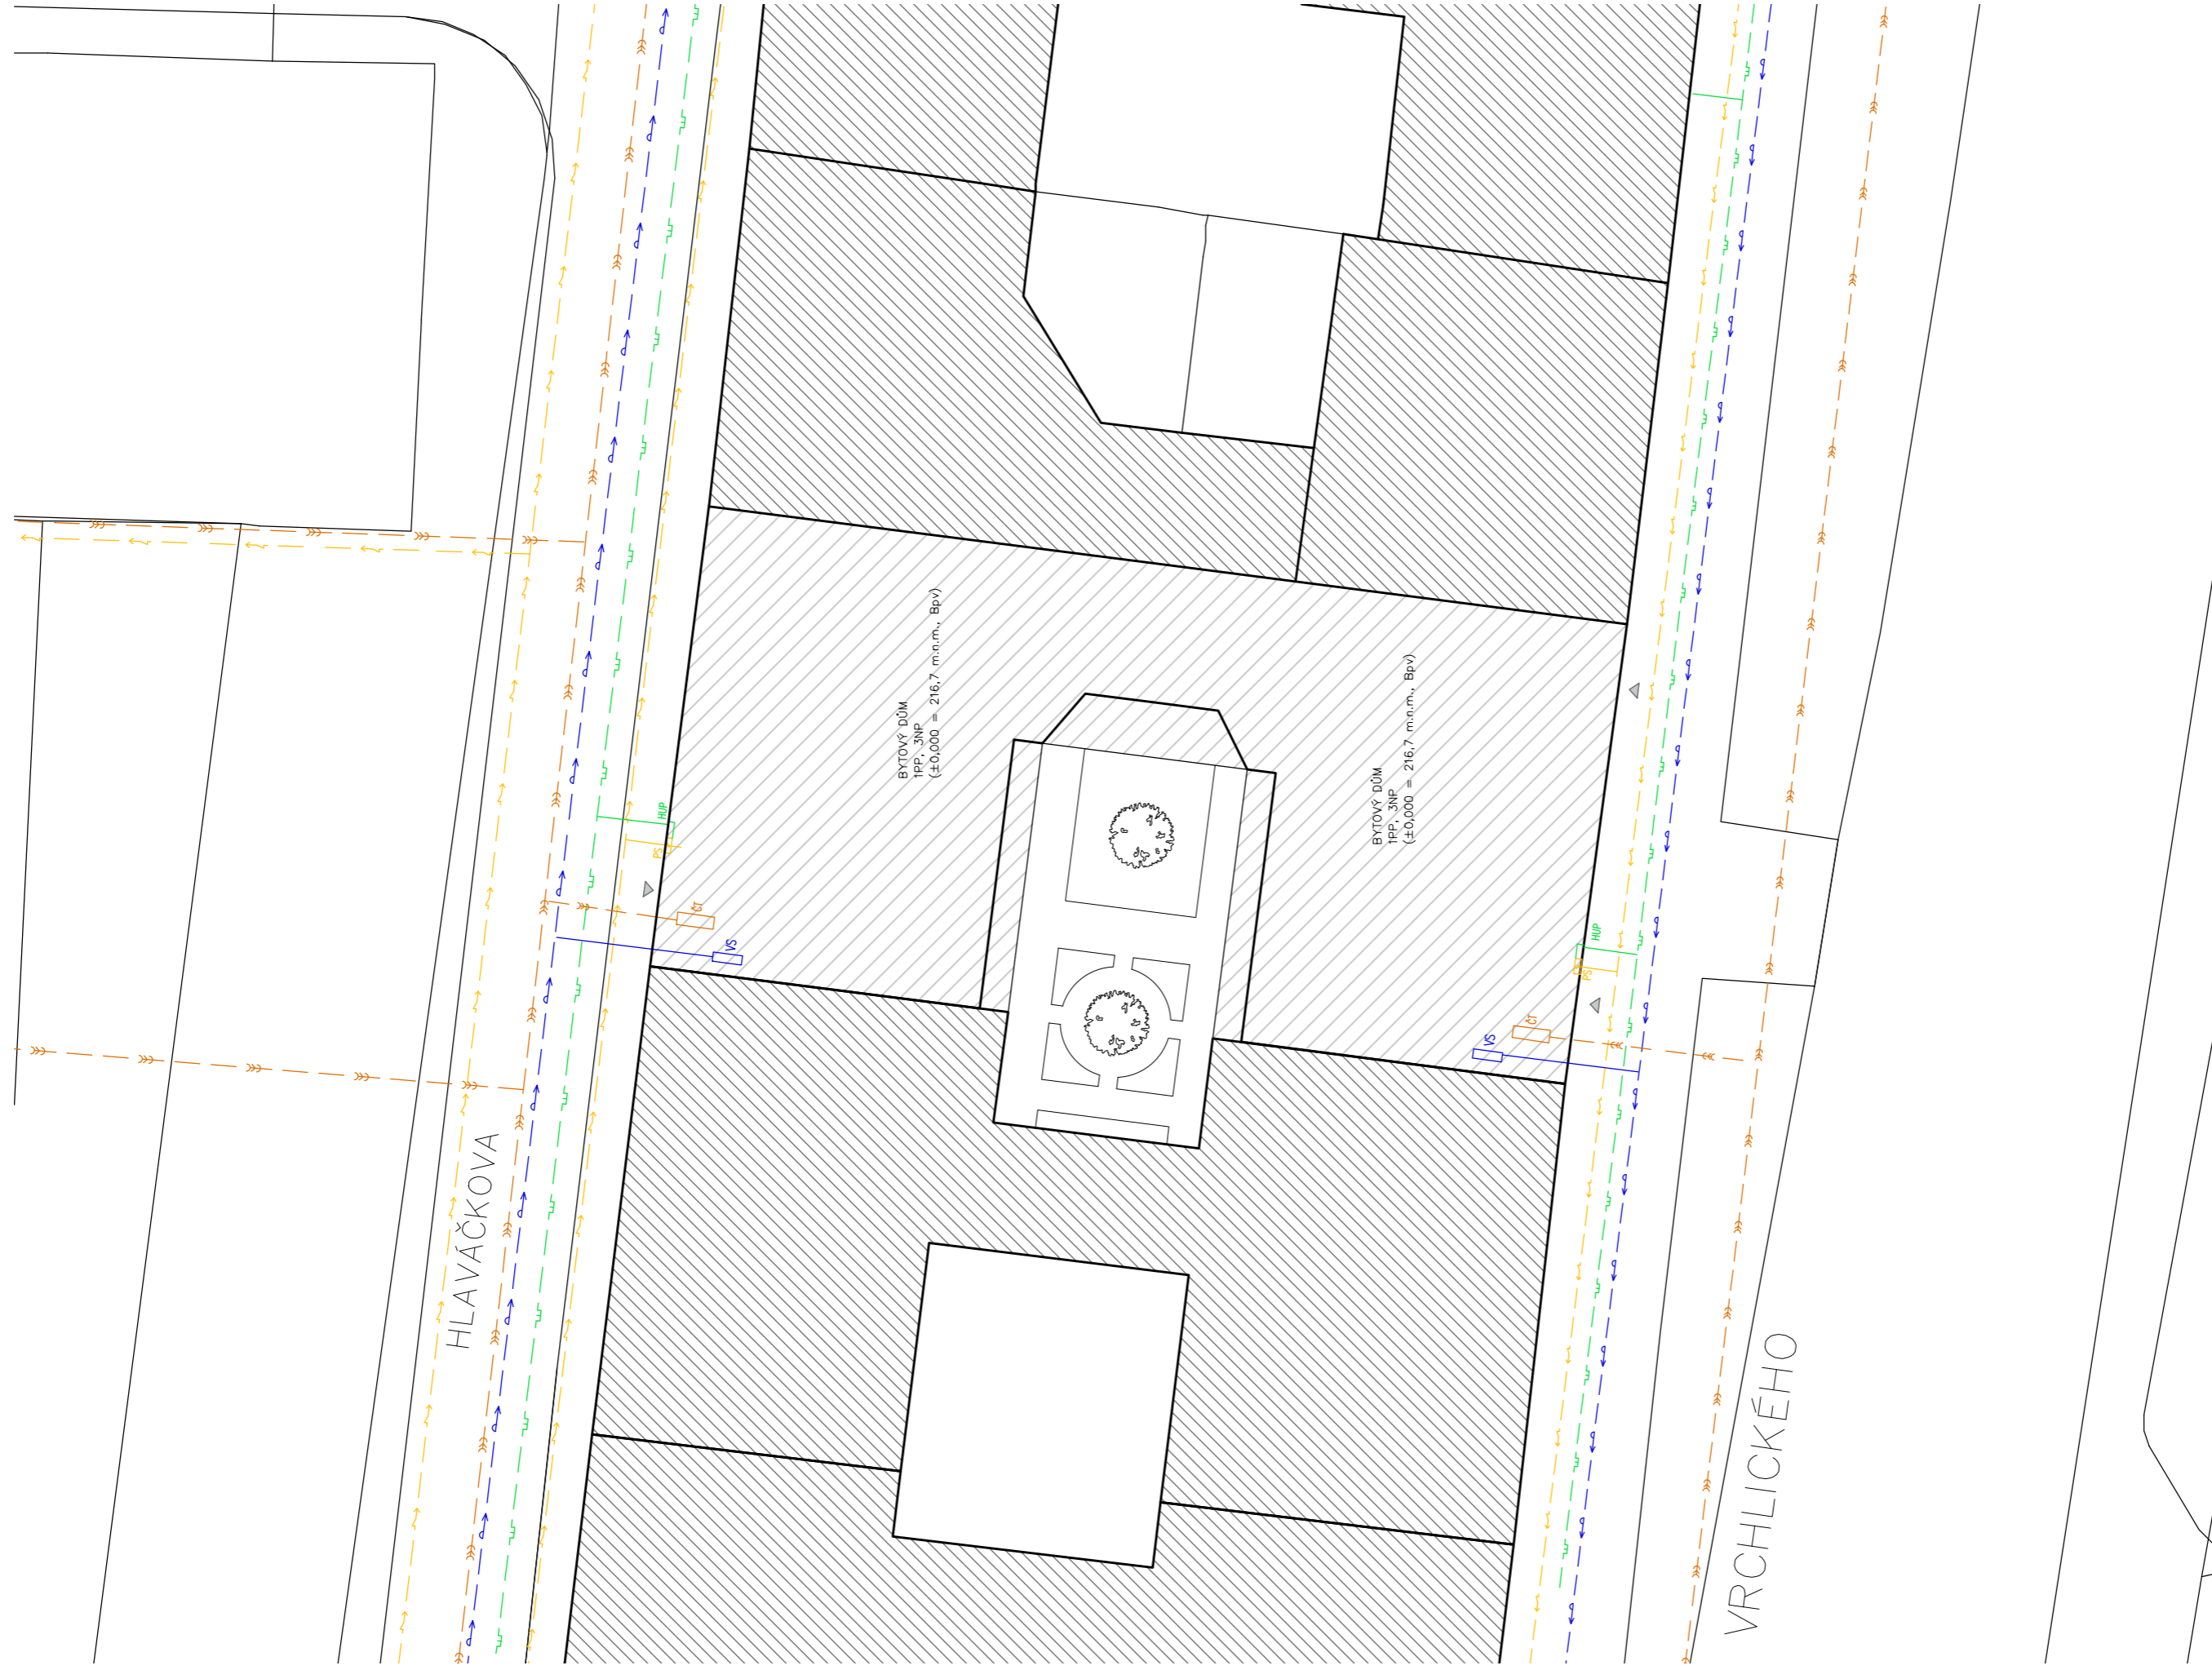 BYTOVÝ DŮM
1PP, 3NP
(±0,000 = 216,7 m.n.m., Bpv)
BYTOVÝ DŮM
1PP, 3NP
(±0,000 = 216,7 m.n.m., Bpv)
HUP
PS
ČT
VS
HUP
PS
ČT
VS
HLAVÁČKOVA
VRCHLICKÉHO